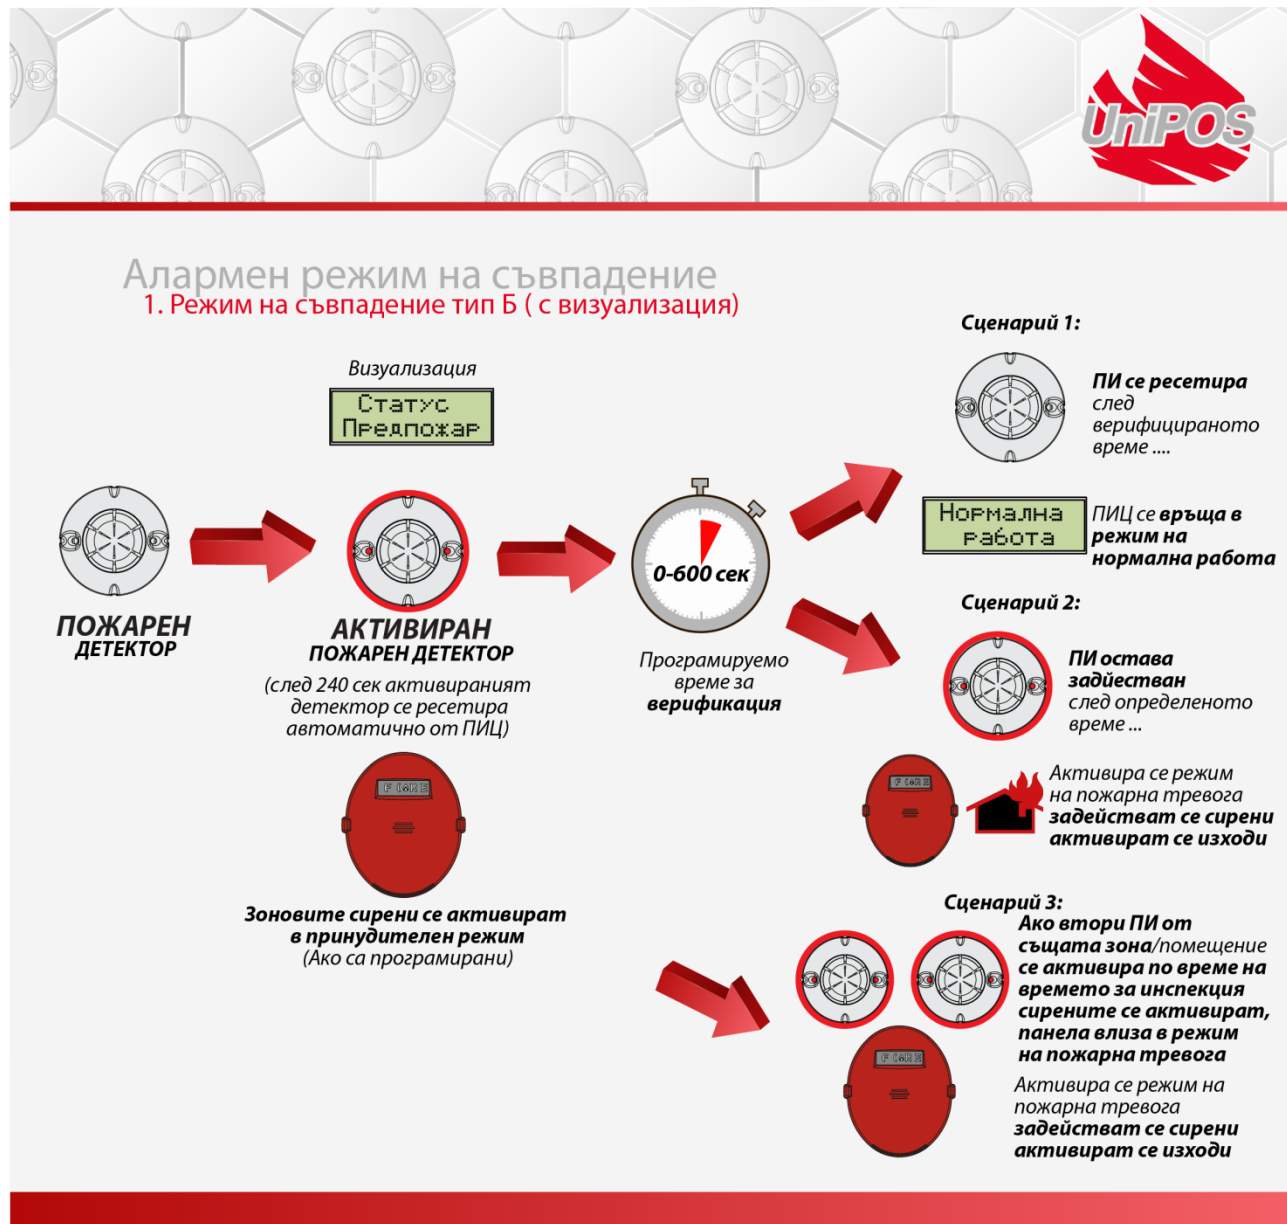 UniPOS
Алармен режим на съвпадение
1. Режим на съвпадение тип Б ( с визуализация)
Визуализация
Статус
Предпожар
ПОЖАРЕН
ДЕТЕКТОР
АКТИВИРАН
ПОЖАРЕН ДЕТЕКТОР
(след 240 сек активираният
детектор се ресетира
автоматично от ПИЦ)
FIRE
Зоновите сирени се активират
в принудителен режим
(Ако са програмирани)
0-600 сек
Програмируемо
време за
верификация
Сценарий 1:
ПИ се ресетира
след
верифицираното
време ....
Нормална
работа
ПИЦ се връща в
режим на
нормална работа
Сценарий 2:
ПИ остава
задйестван
след определеното
време ...
FIRE
Активира се режим
на пожарна тревога
задействат се сирени
активират се изходи
Сценарий 3:
Ако втори ПИ от
същата зона/помещение
се активира по време на
времето за инспекция
сирените се активират,
панела влиза в режим
на пожарна тревога
FIRE
Активира се режим на
пожарна тревога
задействат се сирени
активират се изходи